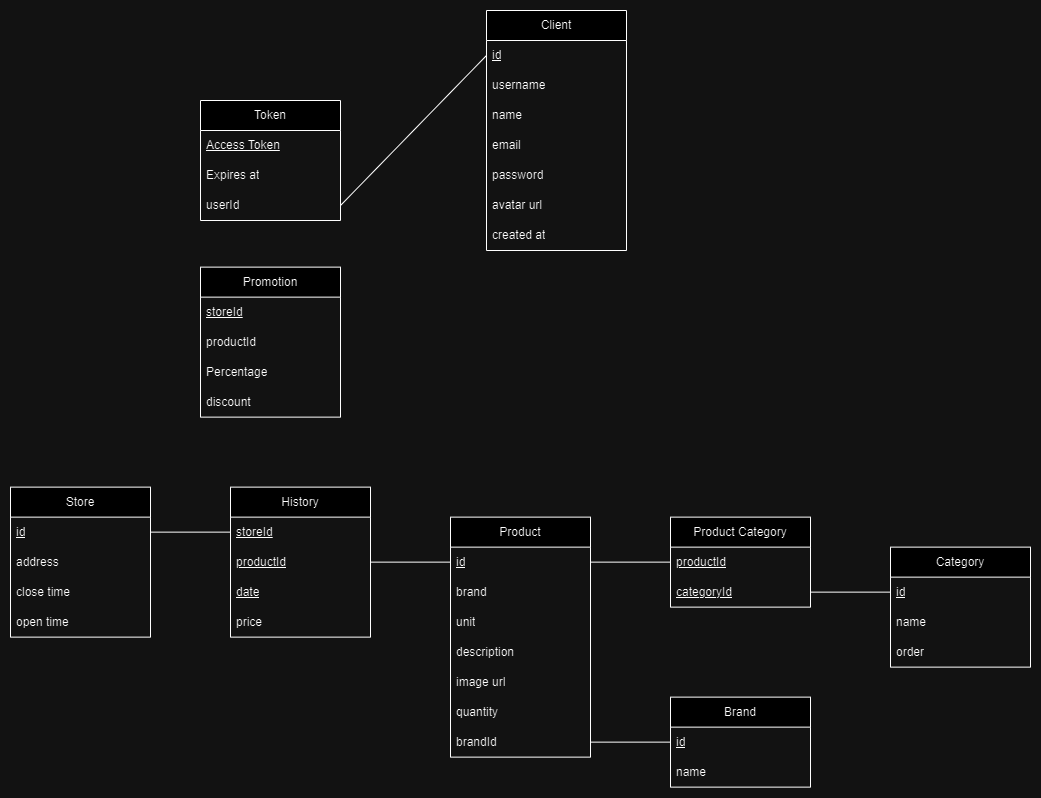 Client
id
username
name
email
password
avatar url
created at
Token
Access Token
Expires at
userId
Promotion
storeId
productId
Percentage
discount
Store
id
address
close time
open time
History
storeId
productId
date
price
Product
id
brand
unit
description
image url
quantity
brandId
Product Category
productId
categoryId
Category
id
name
order
Brand
id
name